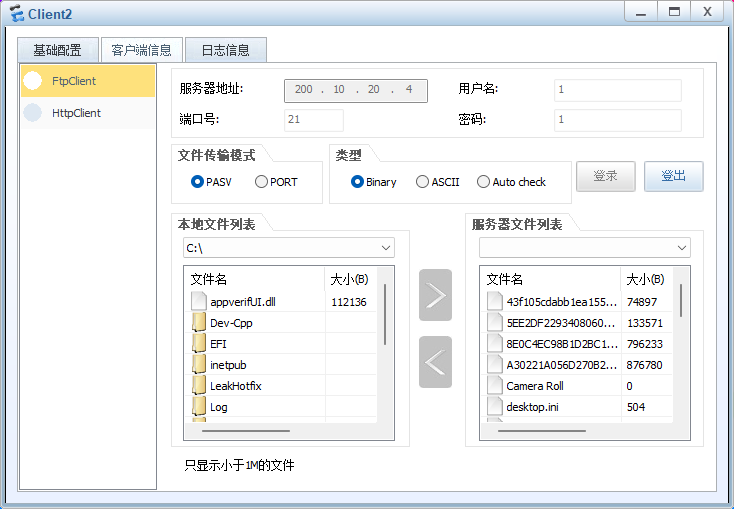 Client2
基础配置 客户端信息 日志信息
FtpClient
HttpClient
服务器地址: 200 . 10 . 20 . 4 用户名: 1
端口号: 21 密码: 1
文件传输模式 类型
PASV PORT Binary ASCII Auto check 登录 登出
本地文件列表 服务器文件列表
C:\
文件名 大小(B) 文件名 大小(B)
appverifUI.dll 112136 43f105cdabb1ea155... 74897
Dev-Cpp 5EE2DF2293408060... 133571
EFI 8E0C4EC98B1D2BC1... 796233
inetpub A30221A056D270B2... 876780
LeakHotfix Camera Roll 0
Log desktop.ini 504
只显示小于1M的文件